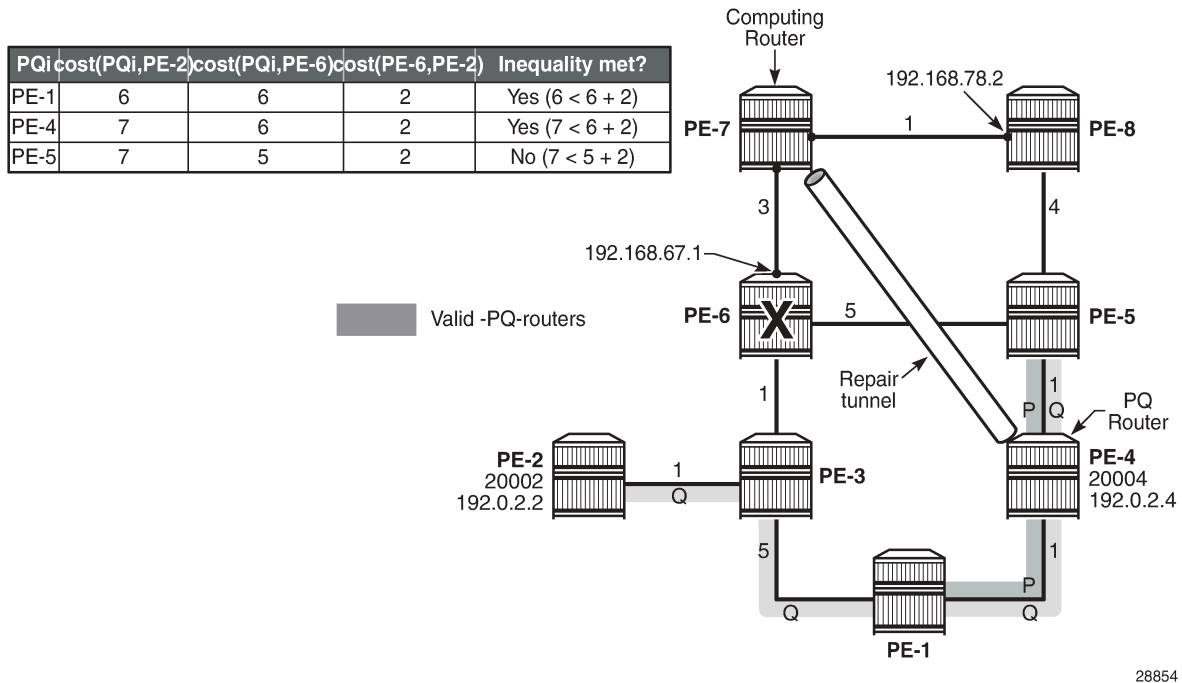 PQi cost(PQi,PE-2) cost(PQi,PE-6) cost(PE-6,PE-2) Inequality met?
PE-1 6 6 2 Yes (6 < 6 + 2)
PE-4 7 6 2 Yes (7 < 6 + 2)
PE-5 7 5 2 No (7 < 5 + 2)
Computing
Router
192.168.78.2
PE-7
1
PE-8
3
4
192.168.67.1
PE-6
X
5
PE-5
Valid -PQ-routers
Repair
tunnel
1
1
P Q
PQ
Router
PE-2
20002
192.0.2.2
1
Q
PE-3
PE-4
20004
192.0.2.4
5
1
P
Q
Q
PE-1
28854